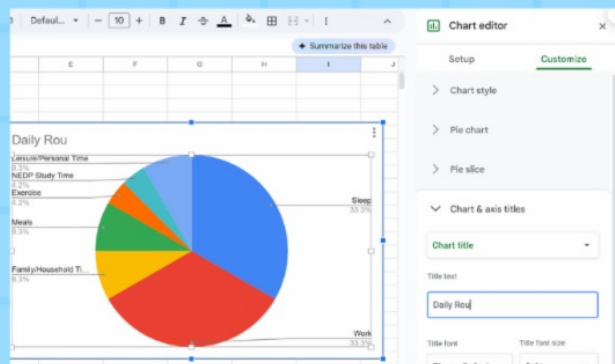 Defaul... 10 + B I A
Chart editor
Summarize this table
Setup Customize
E F G H I J
Chart style
Pie chart
Pie slice
Chart & axis titles
Chart title
Title text
Daily Rou
Title font Title font size
Daily Rou
Leisure/Personal Time
8.3%
NEDP Study Time
4.2%
Exercise
4.2%
Meals
8.3%
Family/Household Ti...
8.3%
Sleep
33.3%
Work
33.3%